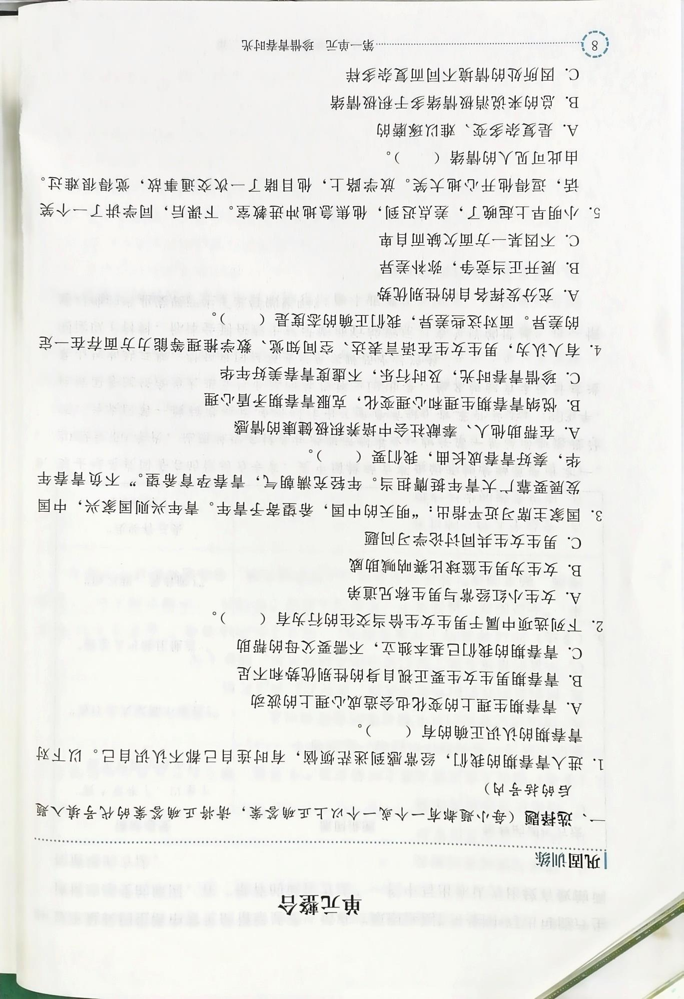 单元整合
巩固训练
一、选择题（每小题都有一个或一个以上正确答案，请将正确答案的代号填入题
后的括号内）
1. 进入青春期的我们，经常感到迷茫烦恼，有时连自己都不认识自己。以下对
青春期的认识正确的有（　　）。
A. 青春期生理上的变化也会造成心理上的波动
B. 青春期男生女生要正视自身的性别优势和不足
C. 青春期的我们已基本独立，不需要父母的帮助
2. 下列选项中属于男生女生恰当交往的行为有（　　）。
A. 女生小红经常与男生称兄道弟
B. 女生为男生篮球比赛呐喊助威
C. 男生女生共同讨论学习问题
3. 国家主席习近平指出：“明天的中国，希望寄予青年。青年兴则国家兴，中国
发展要靠广大青年挺膺担当。年轻充满朝气，青春孕育希望。”不负青春年
华，奏好青春成长曲，我们要（　　）。
A. 在帮助他人、奉献社会中培养积极健康的情感
B. 悦纳青春期生理和心理变化，克服青春期矛盾心理
C. 珍惜青春时光，及时行乐，不虚度青春美好年华
4. 有人认为，男生女生在语言表达、空间知觉、数学推理等能力方面存在一定
的差异。面对这些差异，我们正确的态度是（　　）。
A. 充分发挥各自的性别优势
B. 展开正当竞争，弥补差异
C. 不因某一方面欠缺而自卑
5. 小明早上起晚了，差点迟到，他焦急地冲进教室。下课后，同学讲了一个笑
话，逗得他开心地大笑。放学路上，他目睹了一次交通事故，觉得很难过。
由此可见人的情绪（　　）。
A. 是复杂多变、难以琢磨的
B. 总的来说消极情绪多于积极情绪
C. 因所处的情境不同而复杂多样
8 第一单元　珍惜青春时光